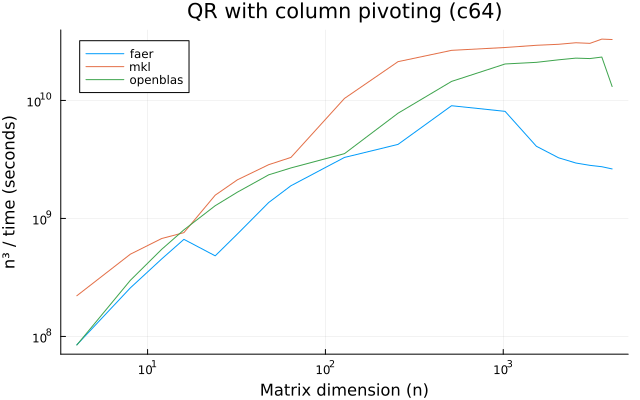 QR with column pivoting (c64)
faer
mkl
openblas
10¹⁰
10⁹
10⁸
n³ / time (seconds)
10¹ 10² 10³
Matrix dimension (n)